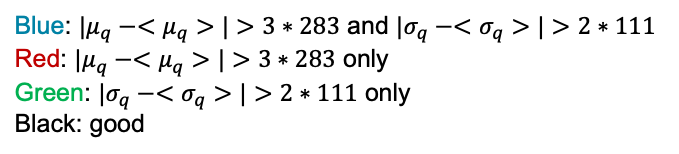 Blue: |μ_q −< μ_q > | > 3 * 283 and |σ_q −< σ_q > | > 2 * 111
Red: |μ_q −< μ_q > | > 3 * 283 only
Green: |σ_q −< σ_q > | > 2 * 111 only
Black: good